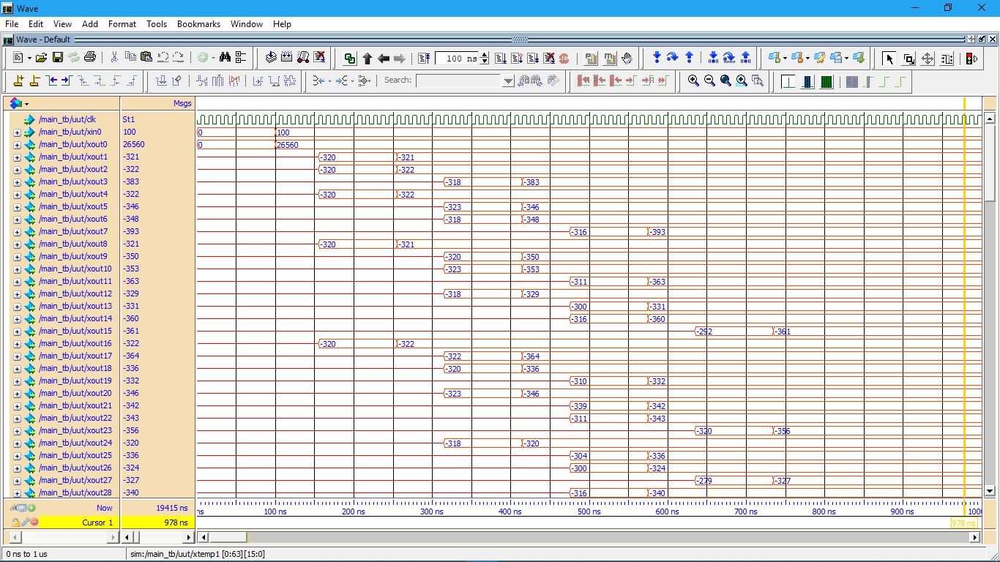 Wave
File Edit View Add Format Tools Bookmarks Window Help
Wave - Default
100 ns
Search:
Msgs
/main_tb/uut/clk St1
/main_tb/uut/xin0 100 0 100
/main_tb/uut/xout0 26560 0 26560
/main_tb/uut/xout1 -321 -320 -321
/main_tb/uut/xout2 -322 -320 -322
/main_tb/uut/xout3 -383 -318 -383
/main_tb/uut/xout4 -322 -320 -322
/main_tb/uut/xout5 -346 -323 -346
/main_tb/uut/xout6 -348 -318 -348
/main_tb/uut/xout7 -393 -316 -393
/main_tb/uut/xout8 -321 -320 -321
/main_tb/uut/xout9 -350 -320 -350
/main_tb/uut/xout10 -353 -323 -353
/main_tb/uut/xout11 -363 -311 -363
/main_tb/uut/xout12 -329 -318 -329
/main_tb/uut/xout13 -331 -300 -331
/main_tb/uut/xout14 -360 -316 -360
/main_tb/uut/xout15 -361 -292 -361
/main_tb/uut/xout16 -322 -320 -322
/main_tb/uut/xout17 -364 -322 -364
/main_tb/uut/xout18 -336 -320 -336
/main_tb/uut/xout19 -332 -310 -332
/main_tb/uut/xout20 -346 -323 -346
/main_tb/uut/xout21 -342 -339 -342
/main_tb/uut/xout22 -343 -311 -343
/main_tb/uut/xout23 -356 -320 -356
/main_tb/uut/xout24 -320 -318 -320
/main_tb/uut/xout25 -336 -304 -336
/main_tb/uut/xout26 -324 -300 -324
/main_tb/uut/xout27 -327 -279 -327
/main_tb/uut/xout28 -340 -316 -340
Now 19415 ns ns 100 ns 200 ns 300 ns 400 ns 500 ns 600 ns 700 ns 800 ns 900 ns 1000
Cursor 1 978 ns 978 ns
0 ns to 1 us sim:/main_tb/uut/xtemp1 [0:63][15:0]